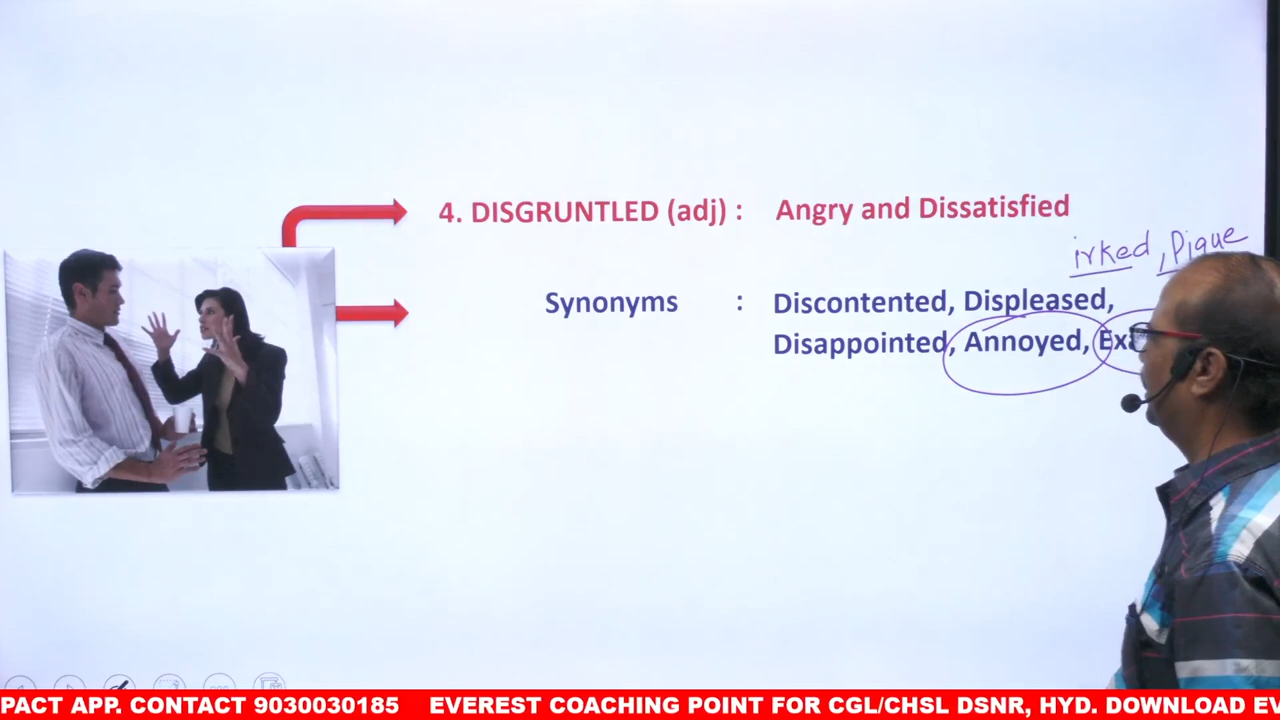 4. DISGRUNTLED (adj) : Angry and Dissatisfied
irked, Pique
Synonyms : Discontented, Displeased,
Disappointed, Annoyed,
PACT APP. CONTACT 9030030185 EVEREST COACHING POINT FOR CGL/CHSL DSNR, HYD. DOWNLOAD EV